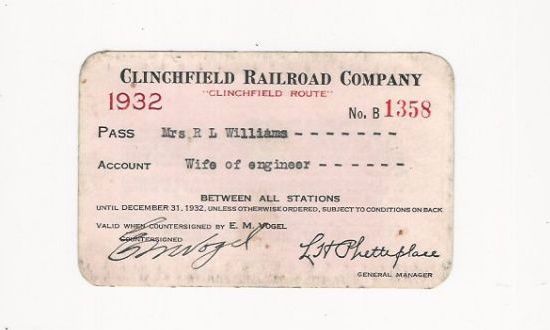 CLINCHFIELD RAILROAD COMPANY
"CLINCHFIELD ROUTE"
1932 No. B 1358
PASS Mrs R L Williams - - - - - - -
ACCOUNT Wife of engineer - - - - - -
BETWEEN ALL STATIONS
UNTIL DECEMBER 31, 1932, UNLESS OTHERWISE ORDERED, SUBJECT TO CONDITIONS ON BACK
VALID WHEN COUNTERSIGNED BY E. M. VOGEL
COUNTERSIGNED
EMVogel LHPhetteplace
GENERAL MANAGER